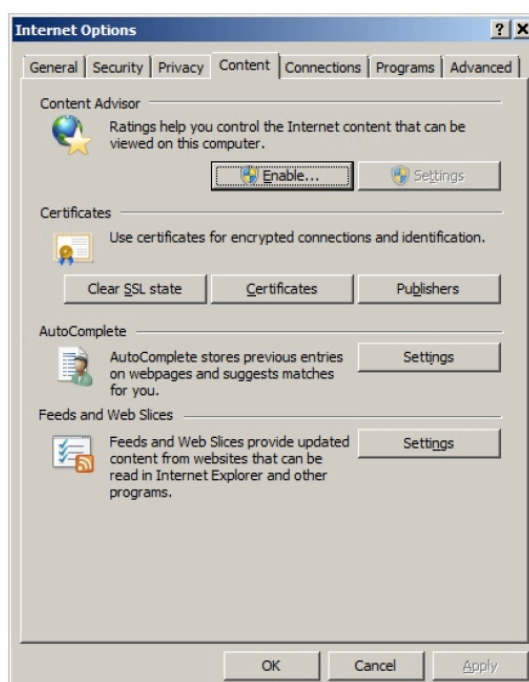 Internet Options
General Security Privacy Content Connections Programs Advanced
Content Advisor
Ratings help you control the Internet content that can be
viewed on this computer.
Enable... Settings
Certificates
Use certificates for encrypted connections and identification.
Clear SSL state Certificates Publishers
AutoComplete
AutoComplete stores previous entries
on webpages and suggests matches
for you.
Settings
Feeds and Web Slices
Feeds and Web Slices provide updated
content from websites that can be
read in Internet Explorer and other
programs.
Settings
OK Cancel Apply